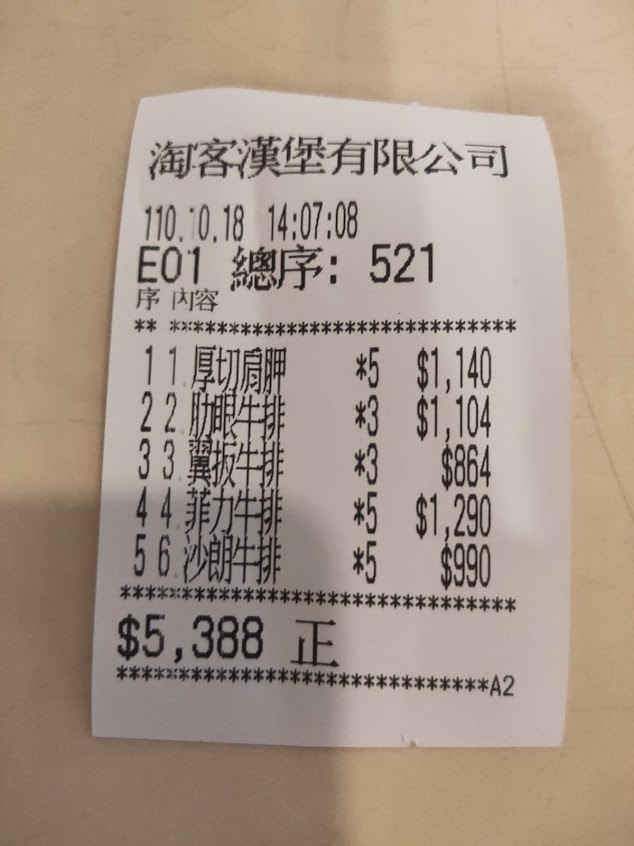 淘客漢堡有限公司
110.10.18 14:07:08
E01 總序: 521
序 內容
** *****************************
1 1.厚切肩胛 *5 $1,140
2 2.肋眼牛排 *3 $1,104
3 3.翼板牛排 *3 $864
4 4.菲力牛排 *5 $1,290
5 6.沙朗牛排 *5 $990
*********************************
$5,388 正
*******************************A2